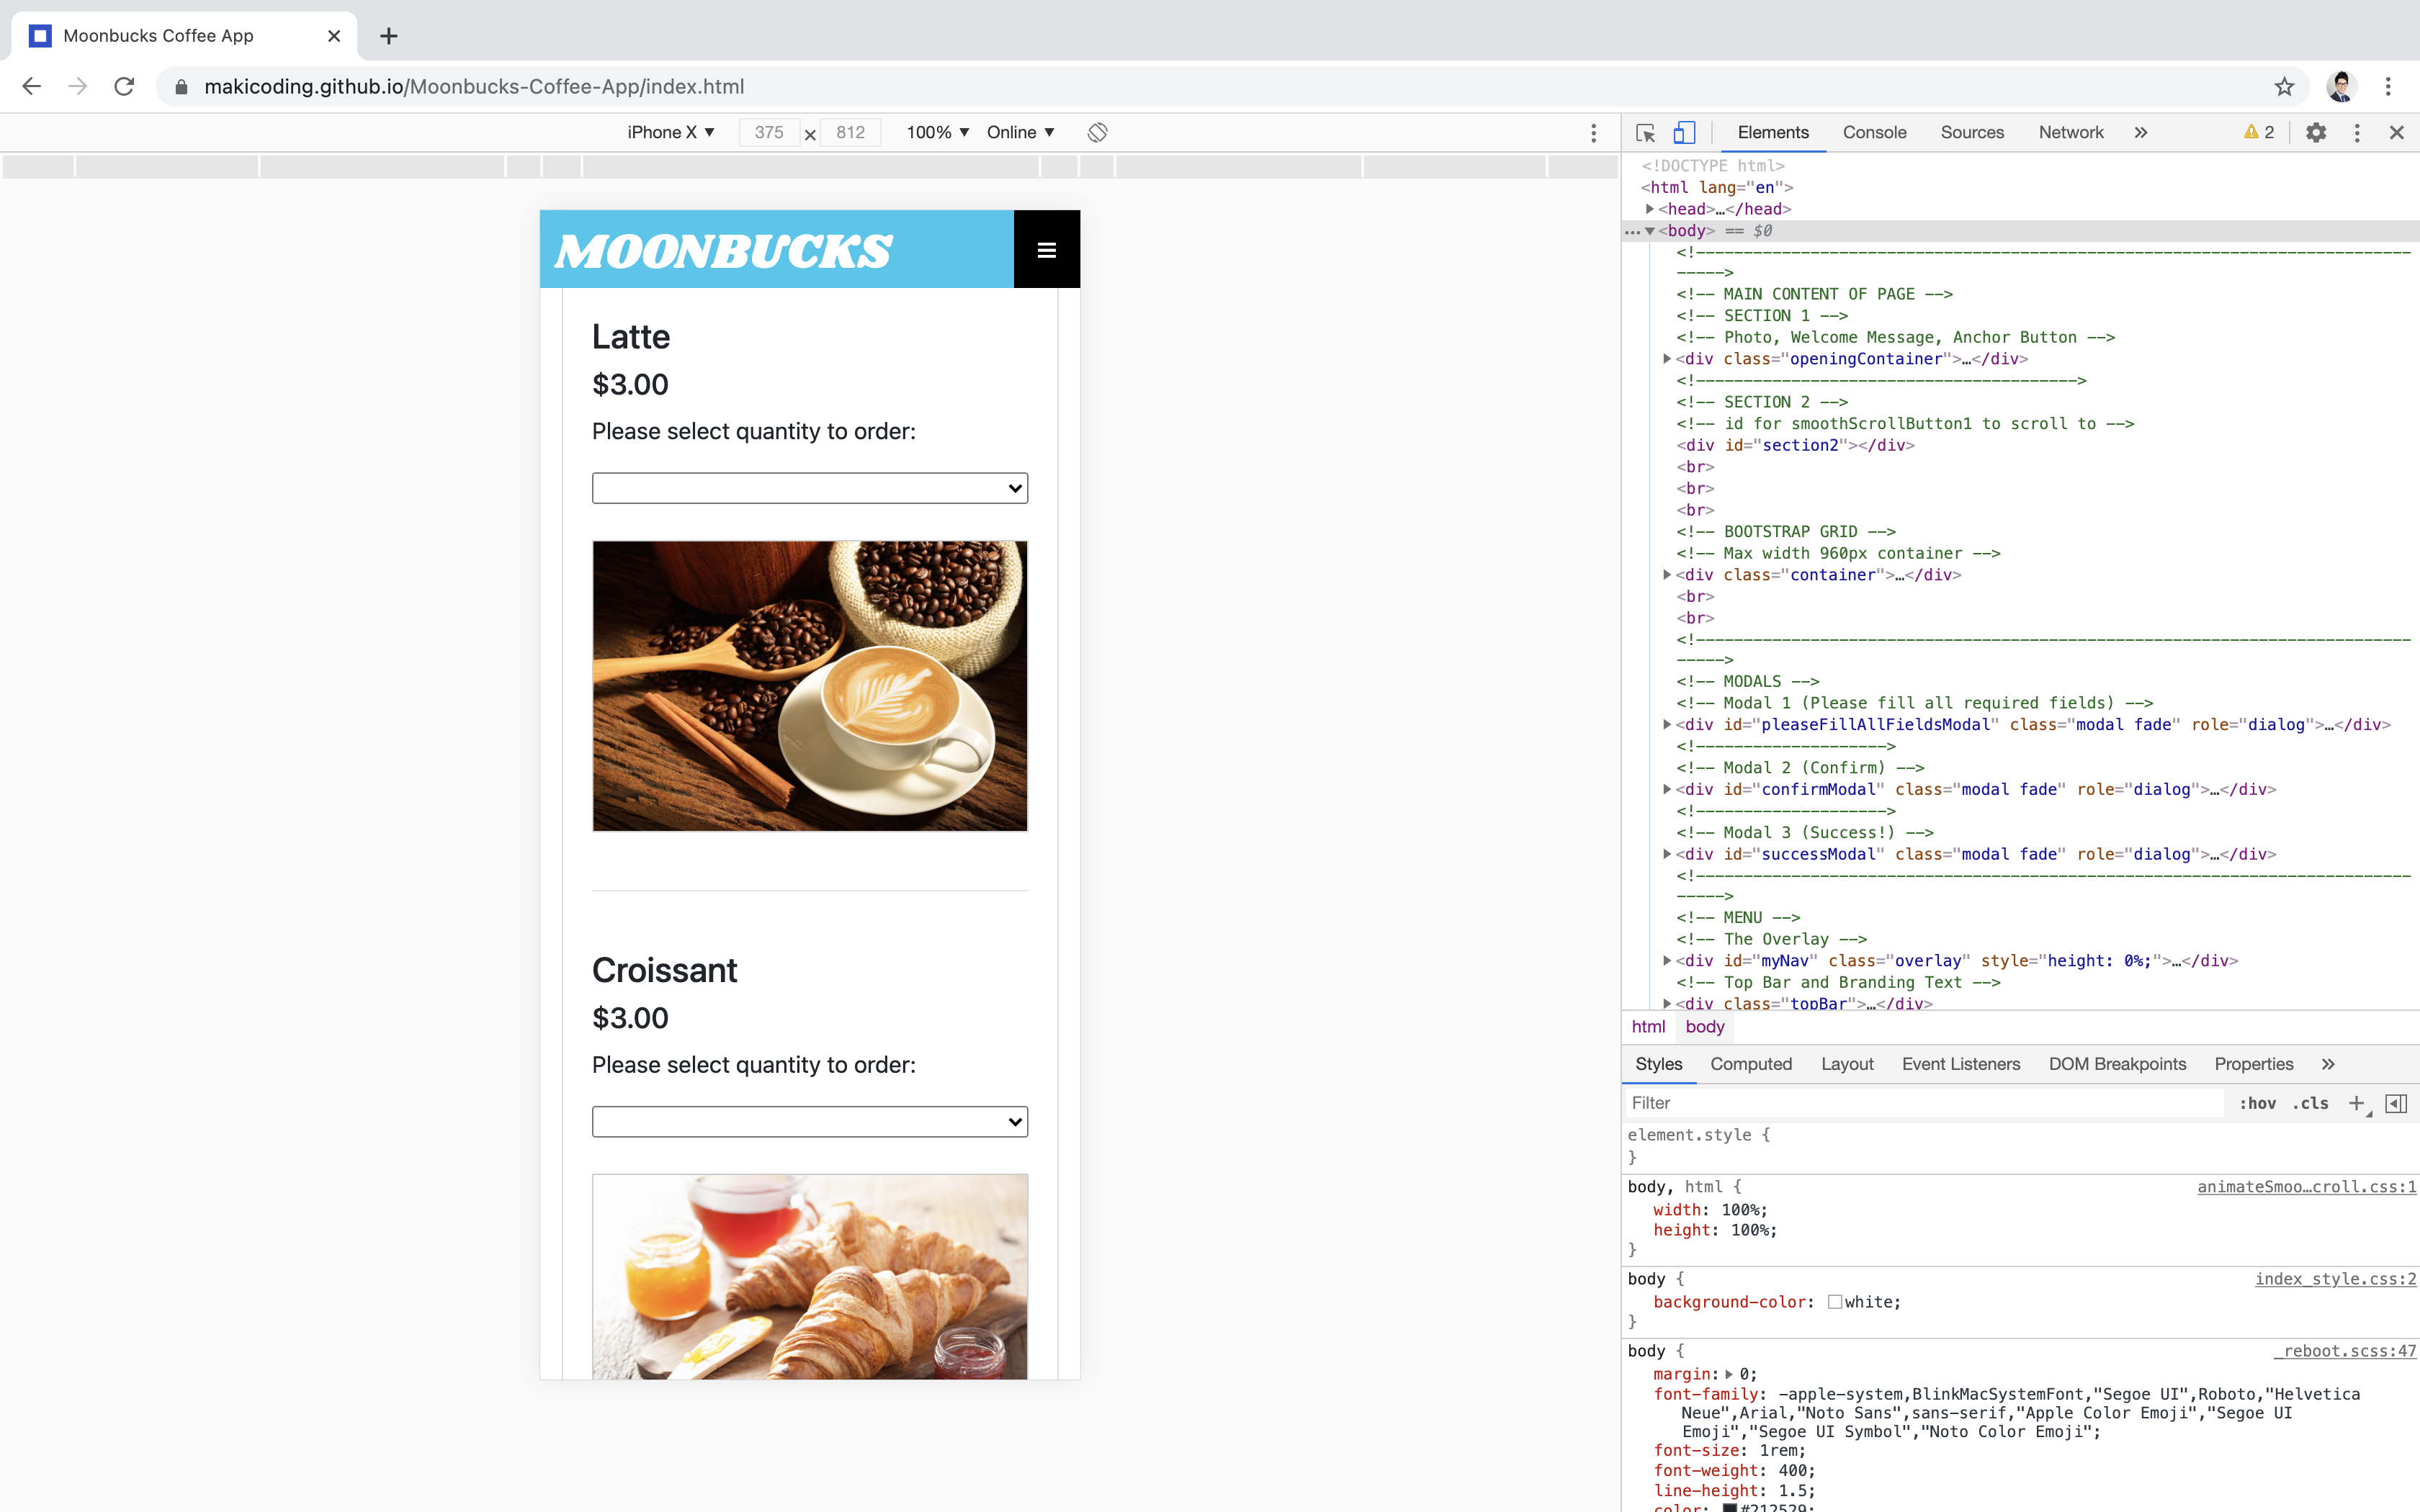 Moonbucks Coffee App
makicoding.github.io/Moonbucks-Coffee-App/index.html
iPhone X ▼ 375 × 812 100% ▼ Online ▼
MOONBUCKS
Latte
$3.00
Please select quantity to order:
Croissant
$3.00
Please select quantity to order:
Elements Console Sources Network » 2
<!DOCTYPE html>
<html lang="en">
<head>…</head>
<body> == $0
<!---------------------------------------------------------------------------
----->
<!-- MAIN CONTENT OF PAGE -->
<!-- SECTION 1 -->
<!-- Photo, Welcome Message, Anchor Button -->
<div class="openingContainer">…</div>
<!---------------------------------------->
<!-- SECTION 2 -->
<!-- id for smoothScrollButton1 to scroll to -->
<div id="section2"></div>
<br>
<br>
<br>
<!-- BOOTSTRAP GRID -->
<!-- Max width 960px container -->
<div class="container">…</div>
<br>
<br>
<!---------------------------------------------------------------------------
----->
<!-- MODALS -->
<!-- Modal 1 (Please fill all required fields) -->
<div id="pleaseFillAllFieldsModal" class="modal fade" role="dialog">…</div>
<!-------------------->
<!-- Modal 2 (Confirm) -->
<div id="confirmModal" class="modal fade" role="dialog">…</div>
<!-------------------->
<!-- Modal 3 (Success!) -->
<div id="successModal" class="modal fade" role="dialog">…</div>
<!---------------------------------------------------------------------------
----->
<!-- MENU -->
<!-- The Overlay -->
<div id="myNav" class="overlay" style="height: 0%;">…</div>
<!-- Top Bar and Branding Text -->
<div class="topBar">…</div>
html body
Styles Computed Layout Event Listeners DOM Breakpoints Properties »
Filter :hov .cls +
element.style {
}
body, html { animateSmoo…croll.css:1
width: 100%;
height: 100%;
}
body { index_style.css:2
background-color: white;
}
body { _reboot.scss:47
margin: 0;
font-family: -apple-system,BlinkMacSystemFont,"Segoe UI",Roboto,"Helvetica
Neue",Arial,"Noto Sans",sans-serif,"Apple Color Emoji","Segoe UI
Emoji","Segoe UI Symbol","Noto Color Emoji";
font-size: 1rem;
font-weight: 400;
line-height: 1.5;
color: #212529;